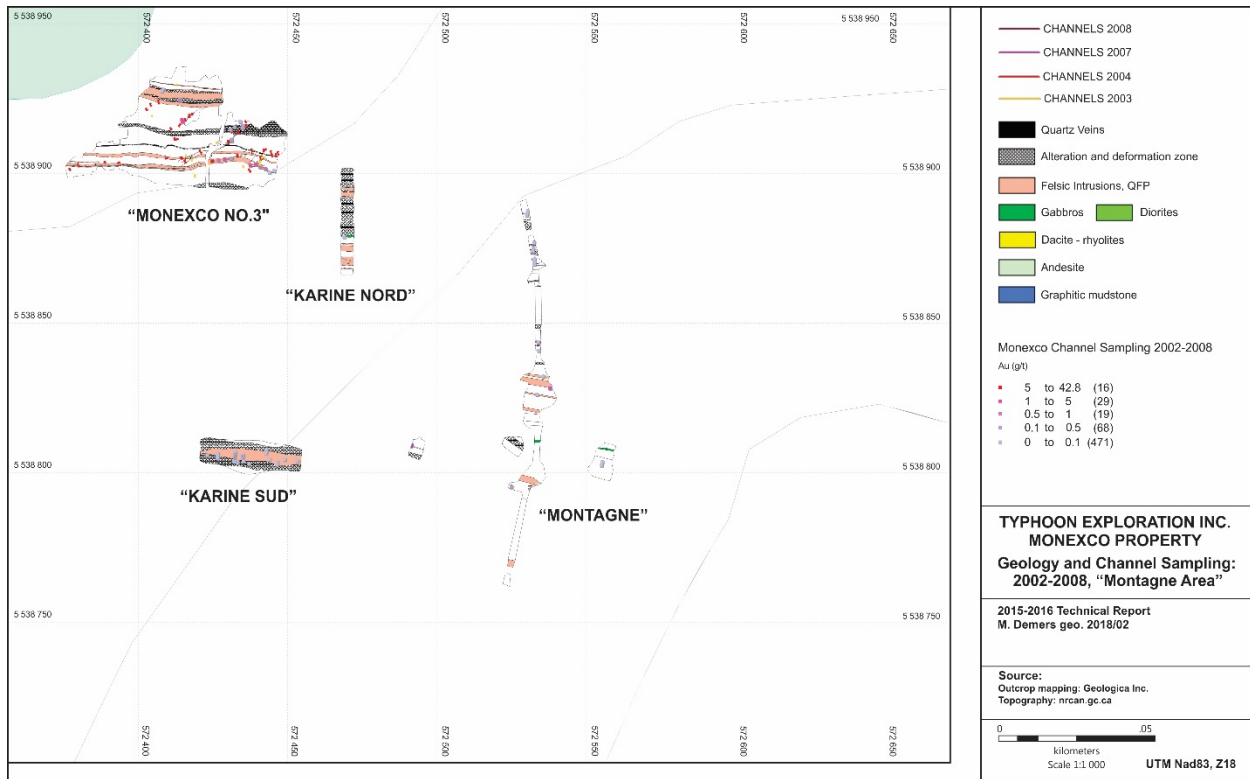 5 538 950
572 400
572 450
572 500
572 550
572 600
572 650
5 538 950
5 538 900
5 538 900
"MONEXCO NO.3"
"KARINE NORD"
5 538 850
5 538 850
5 538 800
5 538 800
"KARINE SUD"
"MONTAGNE"
5 538 750
5 538 750
572 400
572 450
572 500
572 550
572 600
572 650
CHANNELS 2008
CHANNELS 2007
CHANNELS 2004
CHANNELS 2003
Quartz Veins
Alteration and deformation zone
Felsic Intrusions, QFP
Gabbros Diorites
Dacite - rhyolites
Andesite
Graphitic mudstone
Monexco Channel Sampling 2002-2008
Au (g/t)
5 to 42.8 (16)
1 to 5 (29)
0.5 to 1 (19)
0.1 to 0.5 (68)
0 to 0.1 (471)
TYPHOON EXPLORATION INC.
MONEXCO PROPERTY
Geology and Channel Sampling:
2002-2008, "Montagne Area"
2015-2016 Technical Report
M. Demers geo. 2018/02
Source:
Outcrop mapping: Geologica Inc.
Topography: nrcan.gc.ca
0 .05
kilometers
Scale 1:1 000 UTM Nad83, Z18